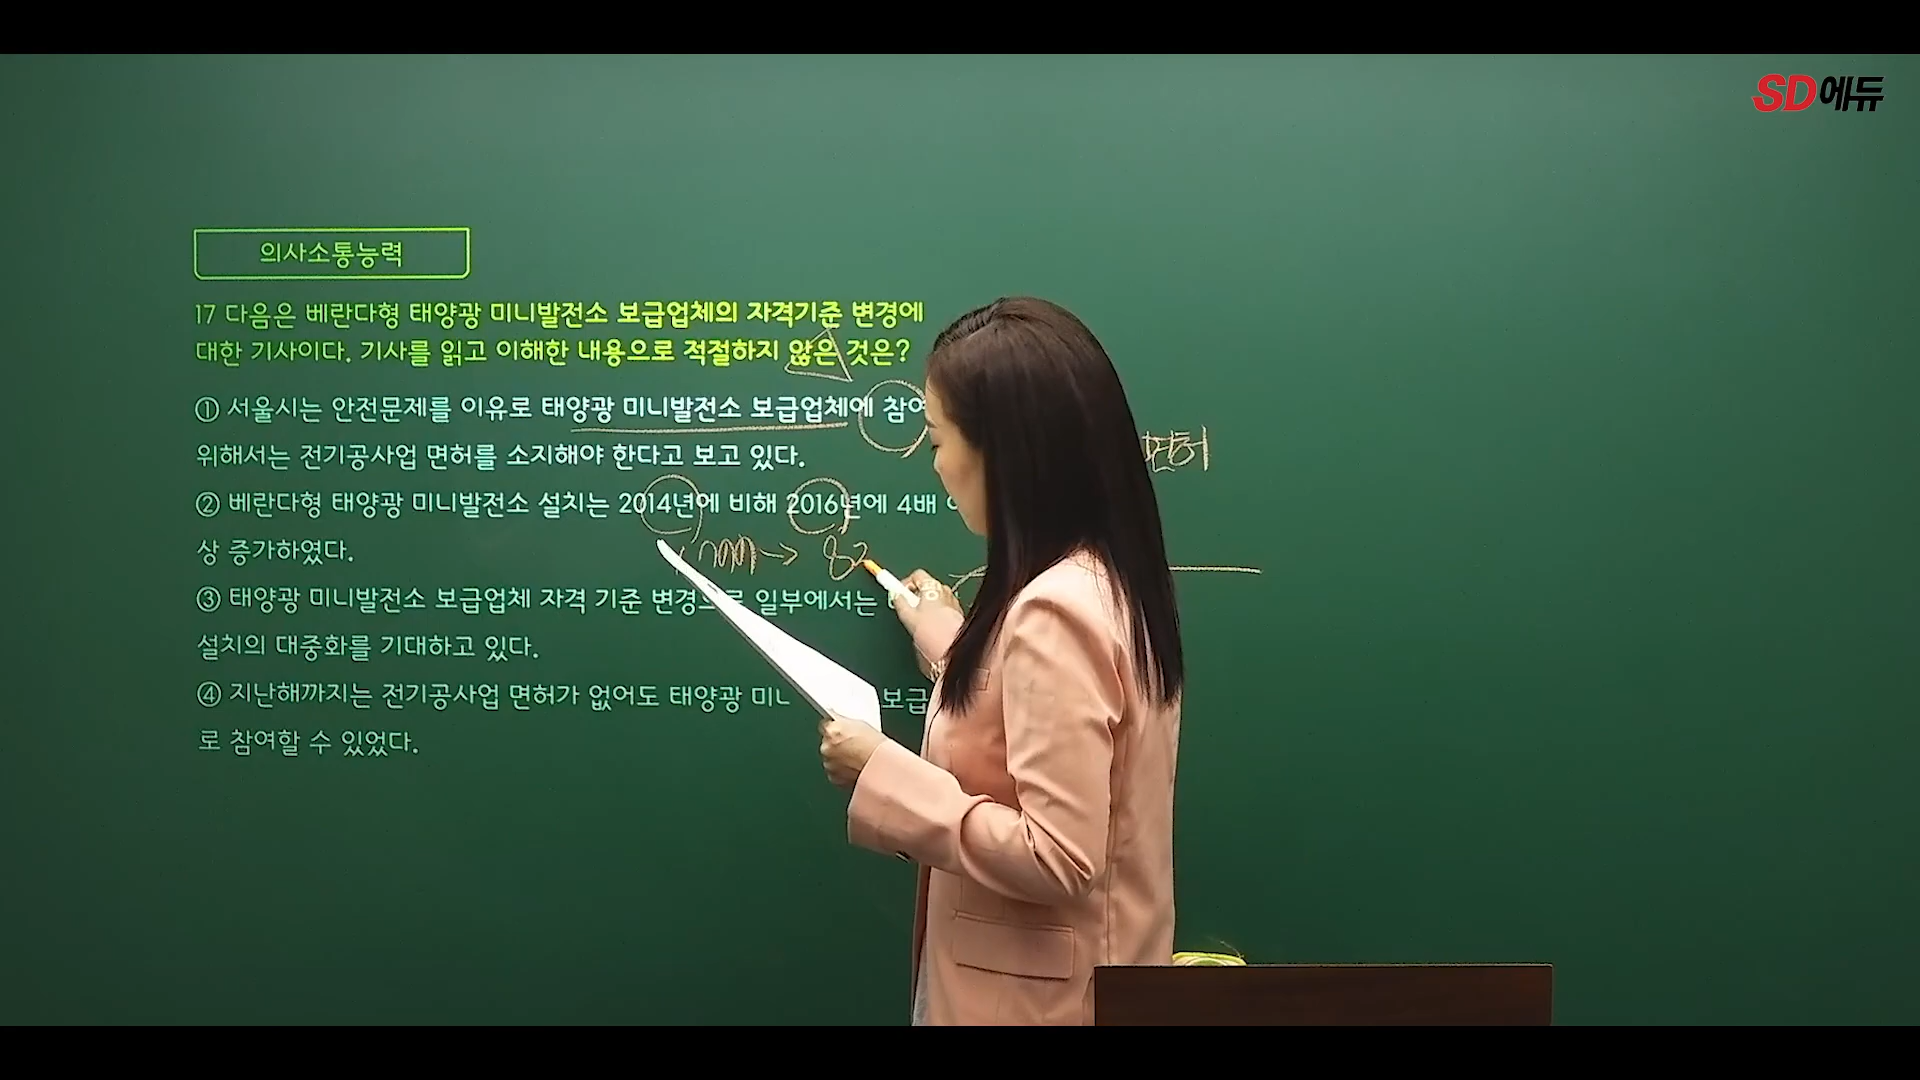 SD에듀
의사소통능력
17 다음은 베란다형 태양광 미니발전소 보급업체의 자격기준 변경에
대한 기사이다. 기사를 읽고 이해한 내용으로 적절하지 않은 것은?
① 서울시는 안전문제를 이유로 태양광 미니발전소 보급업체에 참여
면허
위해서는 전기공사업 면허를 소지해야 한다고 보고 있다.
② 베란다형 태양광 미니발전소 설치는 2014년에 비해 2016년에 4배
상 증가하였다.
③ 태양광 미니발전소 보급업체 자격 기준 변경으로 일부에서는
설치의 대중화를 기대하고 있다.
④ 지난해까지는 전기공사업 면허가 없어도 태양광 보급
로 참여할 수 있었다.